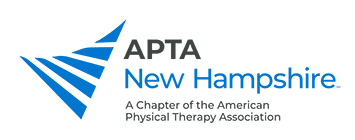 APTA
New Hampshire
A Chapter of the American
Physical Therapy Association